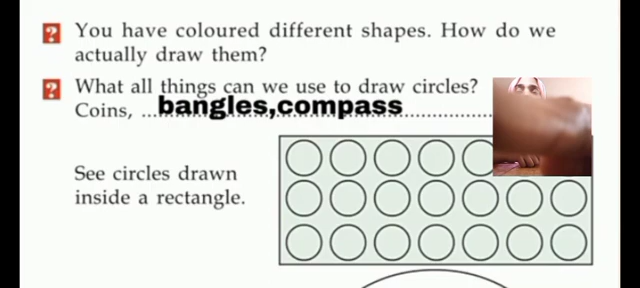 ? You have coloured different shapes. How do we
actually draw them?
? What all things can we use to draw circles?
Coins, ...bangles,compass..................
See circles drawn
inside a rectangle.